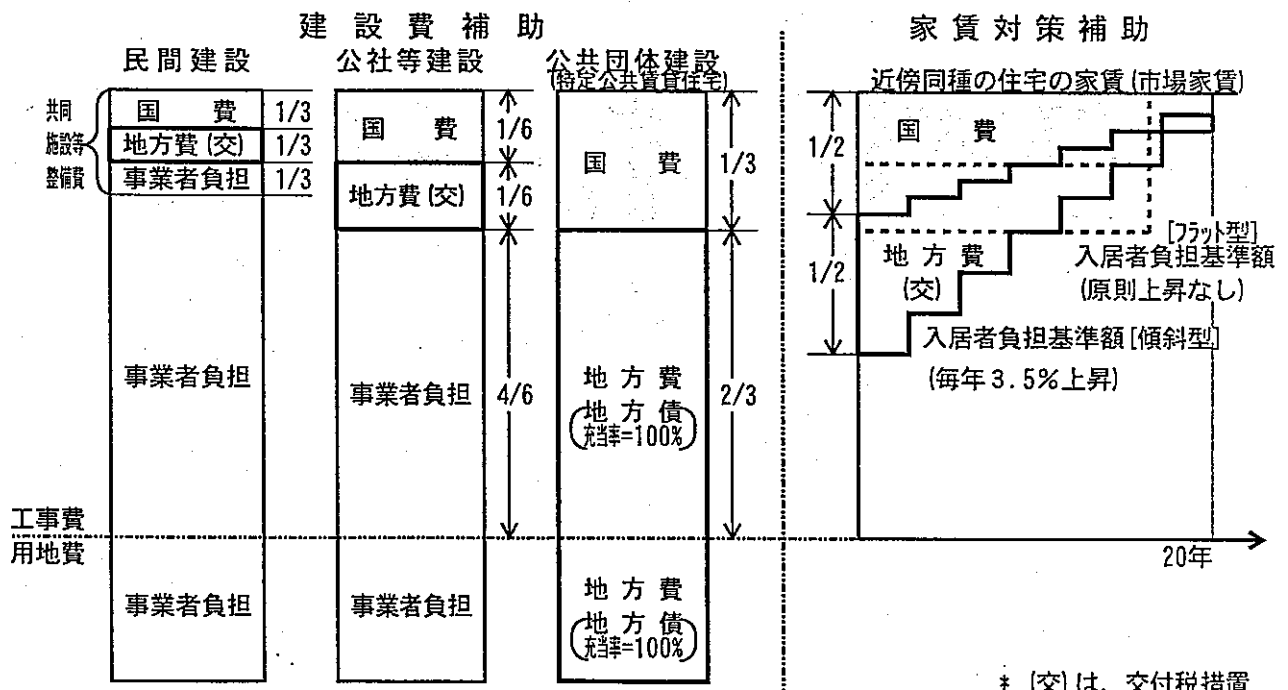 建設費補助
民間建設
共同
施設等
整備費
国　費 1/3
地方費(交) 1/3
事業者負担 1/3
事業者負担
事業者負担
公社等建設
国　費 1/6
地方費(交) 1/6
事業者負担 4/6
事業者負担
公共団体建設
(特定公共賃貸住宅)
国　費 1/3
地方費
地方債
充当率=100%
2/3
地方費
地方債
充当率=100%
工事費
用地費
家賃対策補助
近傍同種の住宅の家賃(市場家賃)
国　費
1/2
1/2
地方費
(交)
[フラット型]
入居者負担基準額
(原則上昇なし)
入居者負担基準額[傾斜型]
(毎年3.5%上昇)
20年
* (交)は、交付税措置